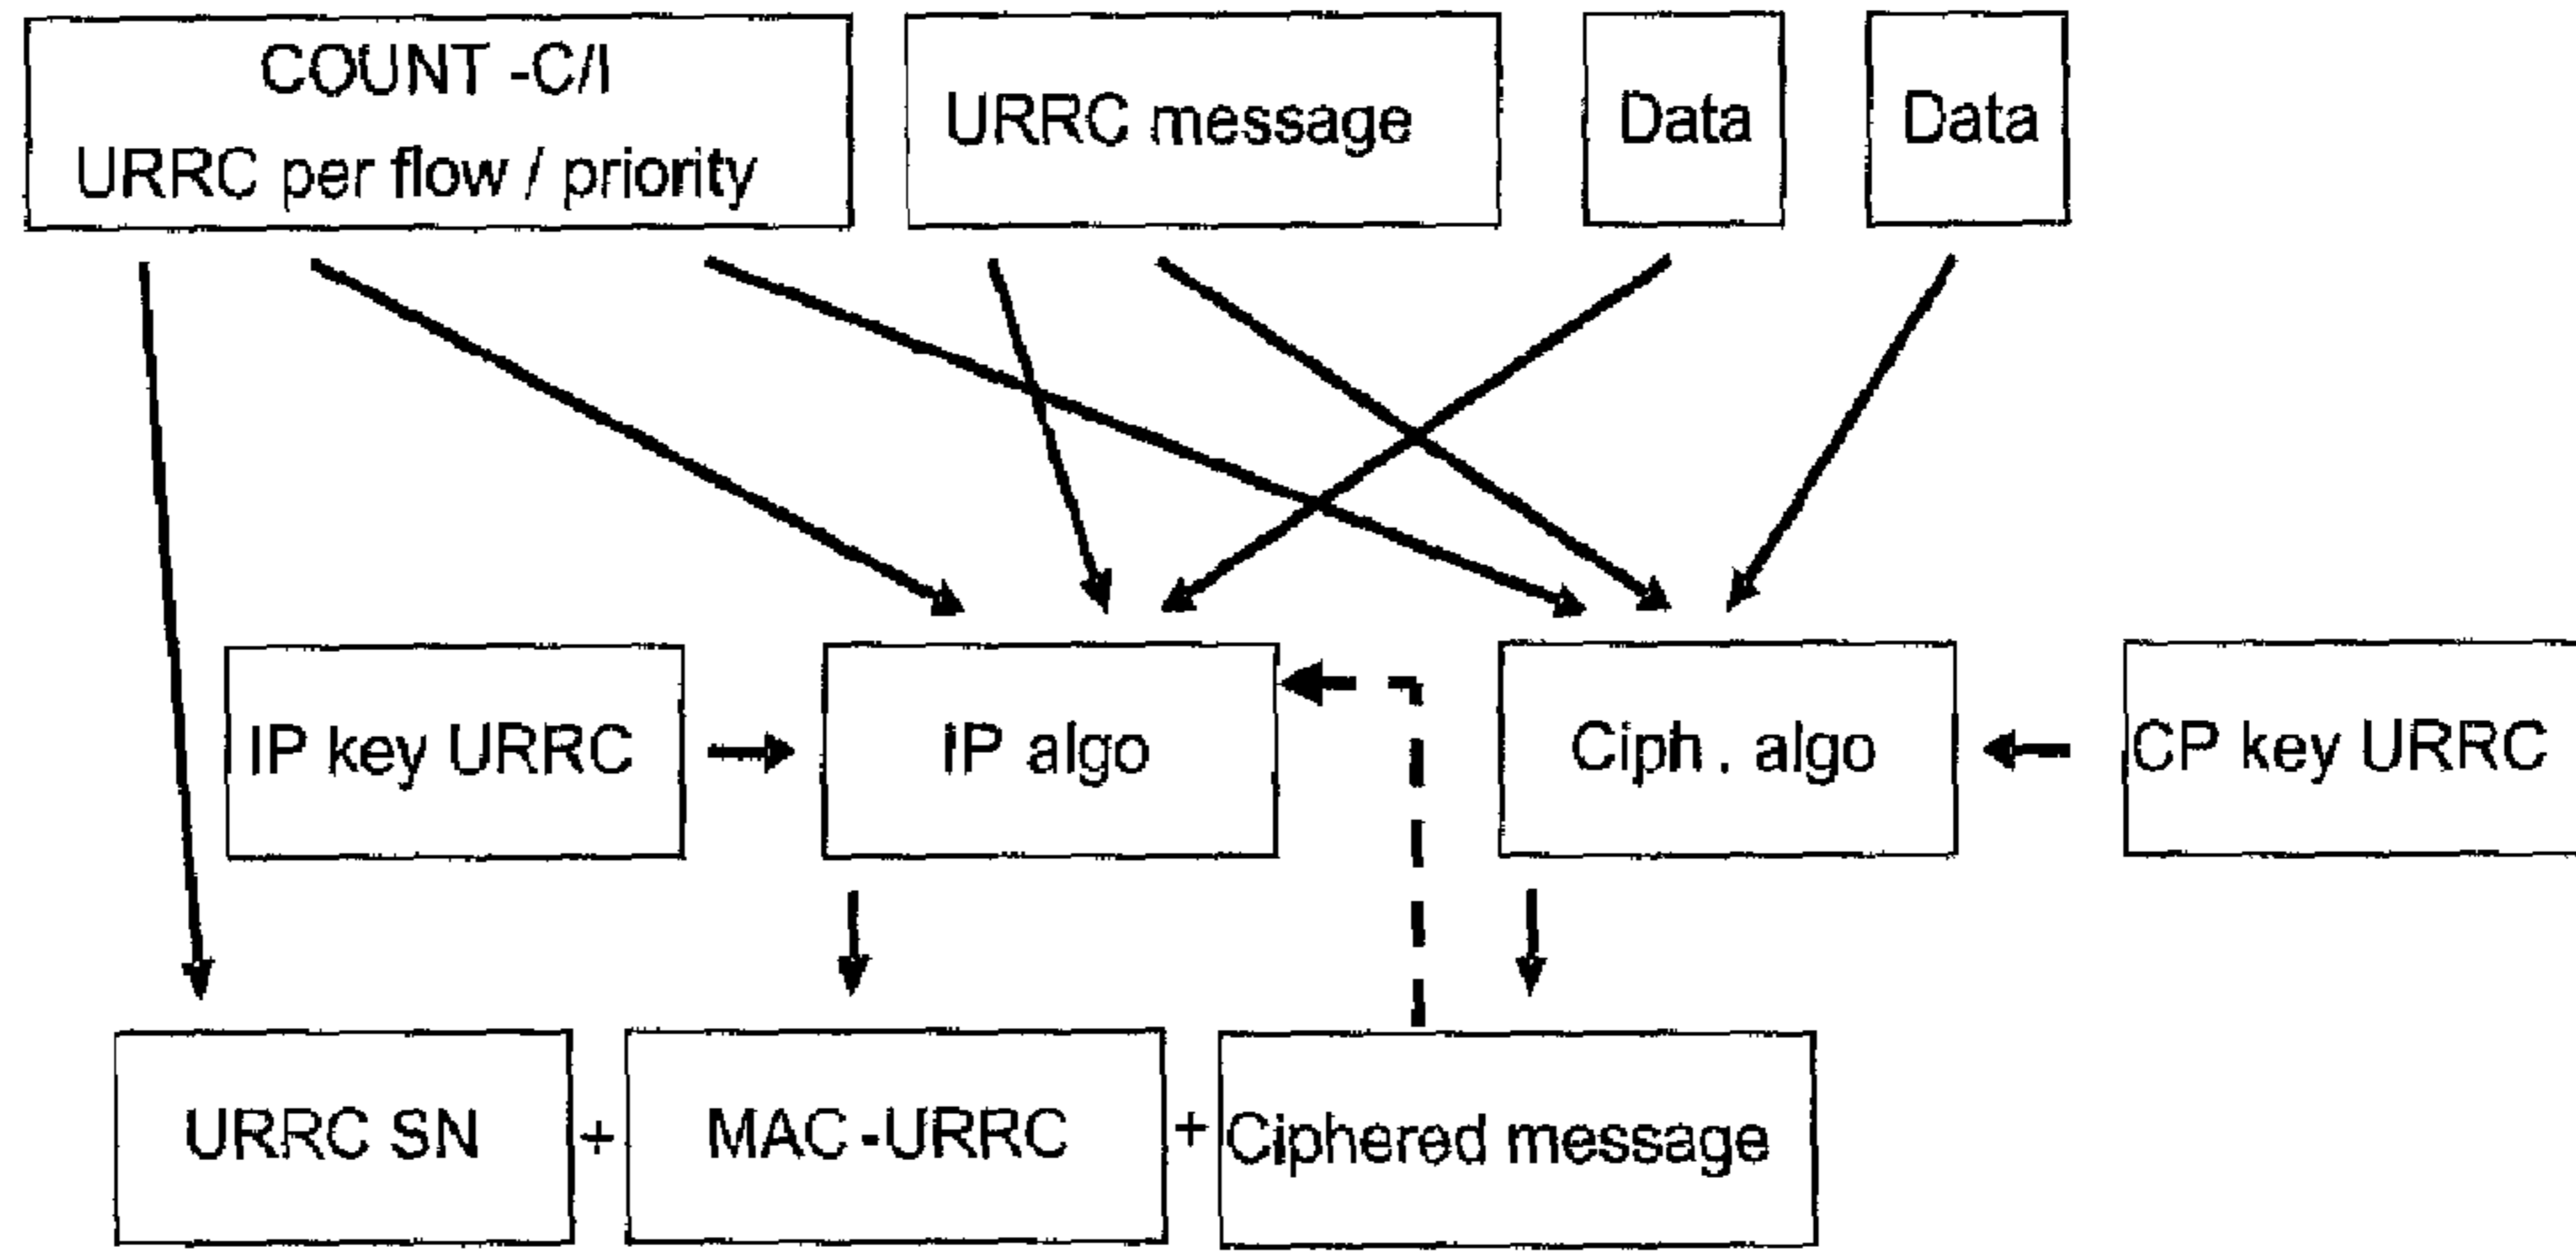 COUNT -C/I
URRC per flow / priority
URRC message
Data
Data
IP key URRC
IP algo
Ciph . algo
CP key URRC
URRC SN
+
MAC -URRC
+
Ciphered message